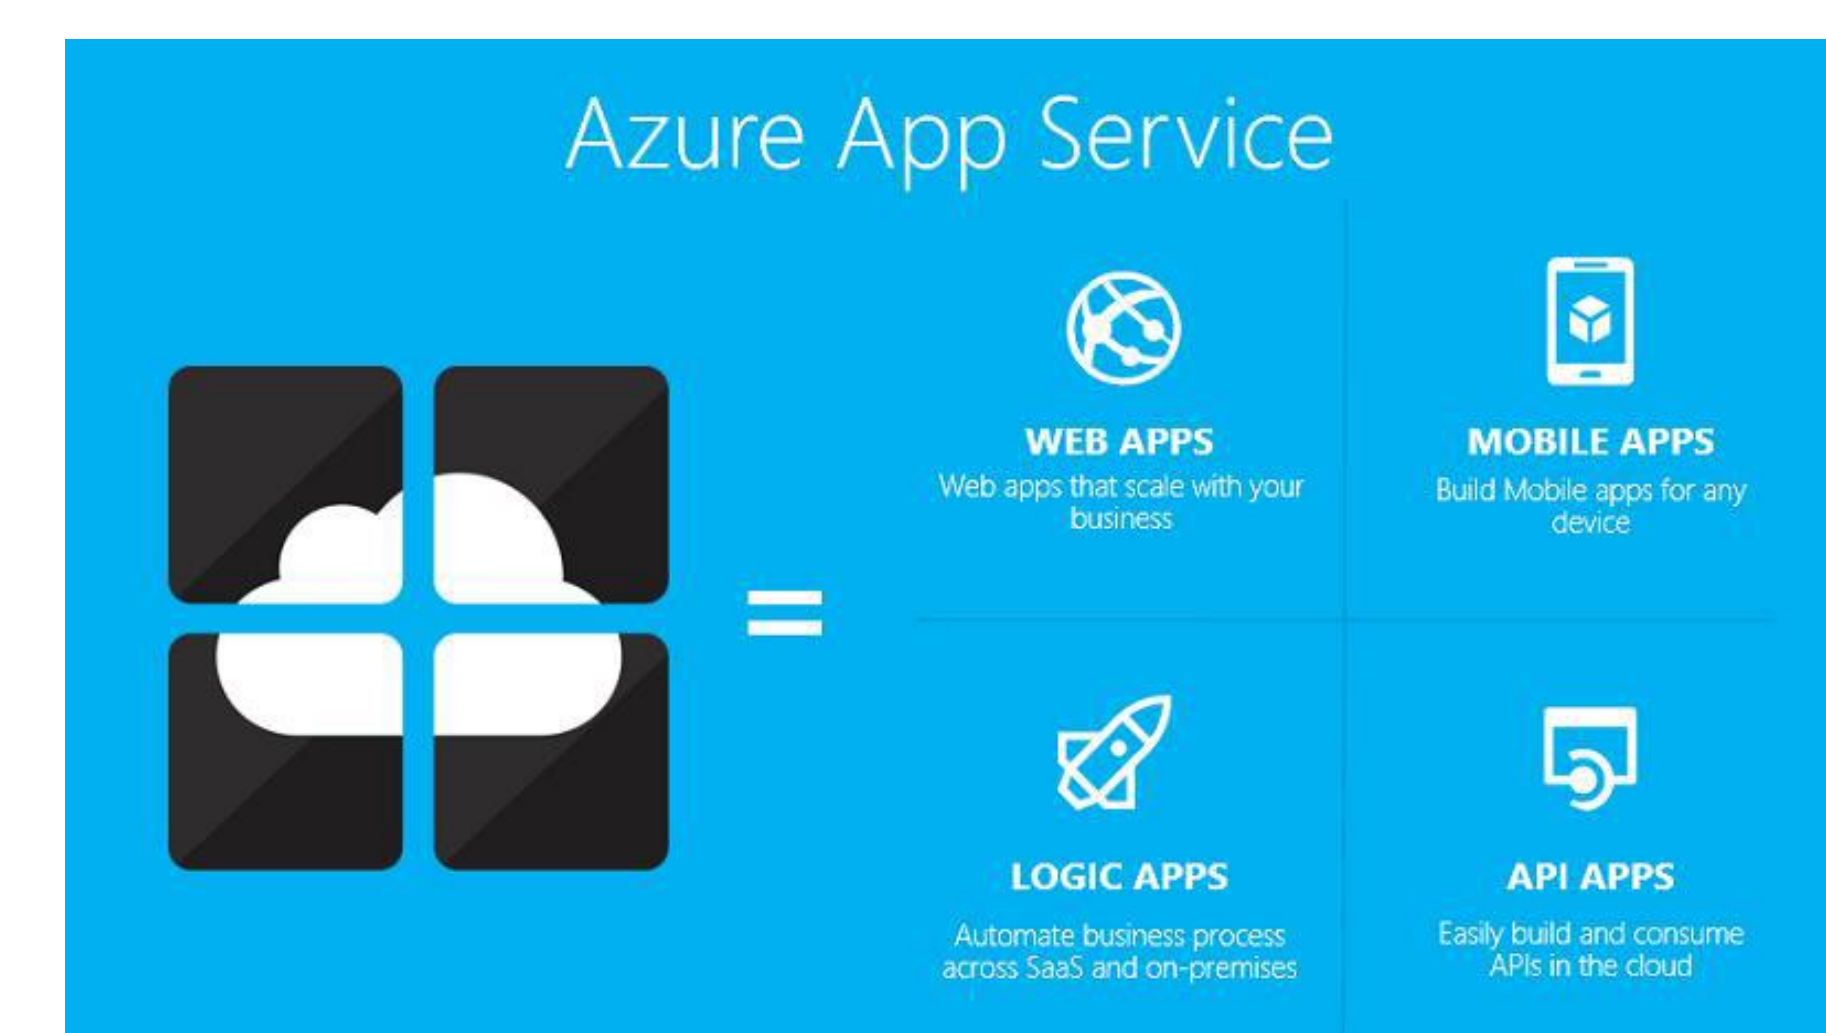 Azure App Service
WEB APPS
Web apps that scale with your
business
MOBILE APPS
Build Mobile apps for any
device
=
LOGIC APPS
Automate business process
across SaaS and on-premises
API APPS
Easily build and consume
APIs in the cloud